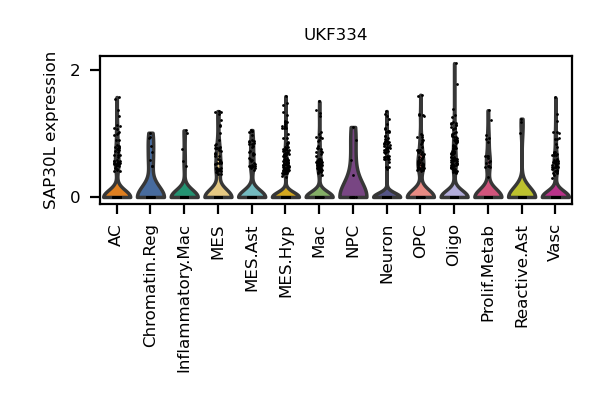 UKF334
SAP30L expression
2
0
AC
Chromatin.Reg
Inflammatory.Mac
MES
MES.Ast
MES.Hyp
Mac
NPC
Neuron
OPC
Oligo
Prolif.Metab
Reactive.Ast
Vasc